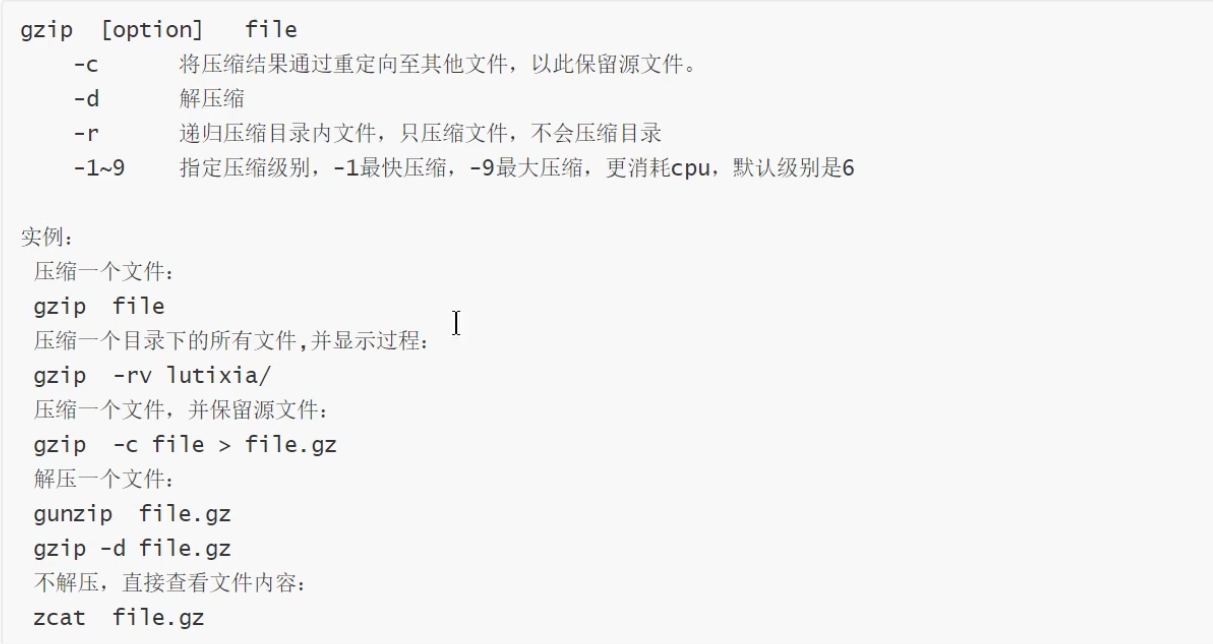 gzip [option] file
-c 将压缩结果通过重定向至其他文件，以此保留源文件。
-d 解压缩
-r 递归压缩目录内文件，只压缩文件，不会压缩目录
-1~9 指定压缩级别，-1最快压缩，-9最大压缩，更消耗cpu，默认级别是6
实例：
压缩一个文件：
gzip file
压缩一个目录下的所有文件,并显示过程：
gzip -rv lutixia/
压缩一个文件，并保留源文件：
gzip -c file > file.gz
解压一个文件：
gunzip file.gz
gzip -d file.gz
不解压，直接查看文件内容：
zcat file.gz